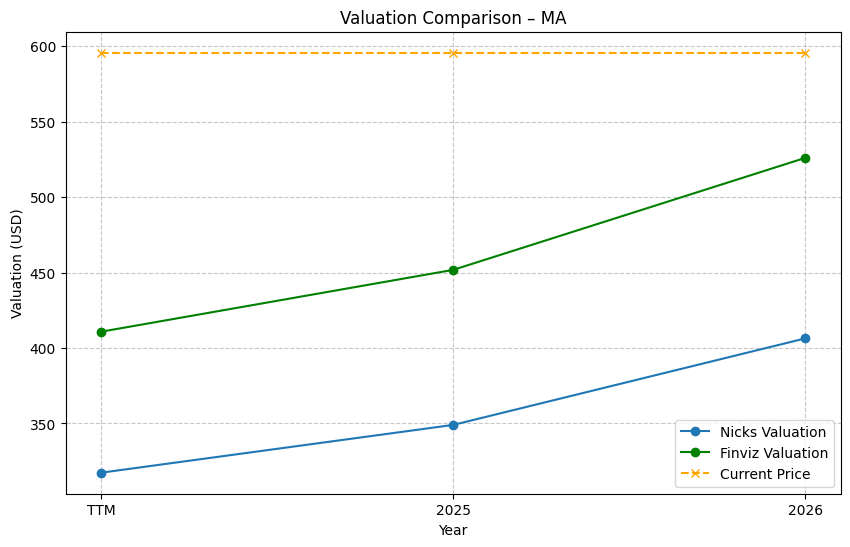 Valuation Comparison – MA
600
550
500
450
400
350
Valuation (USD)
TTM
2025
2026
Year
Nicks Valuation
Finviz Valuation
Current Price